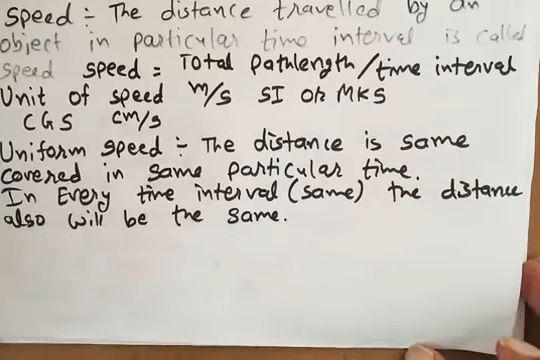 Speed :- The distance travelled by an
object in particular time interval is called
speed speed = Total Pathlength/time interval
Unit of speed m/s SI or MKS
CGS cm/s
Uniform speed :- The distance is same
covered in same particular time.
In Every time interval (same) the distance
also will be the same.